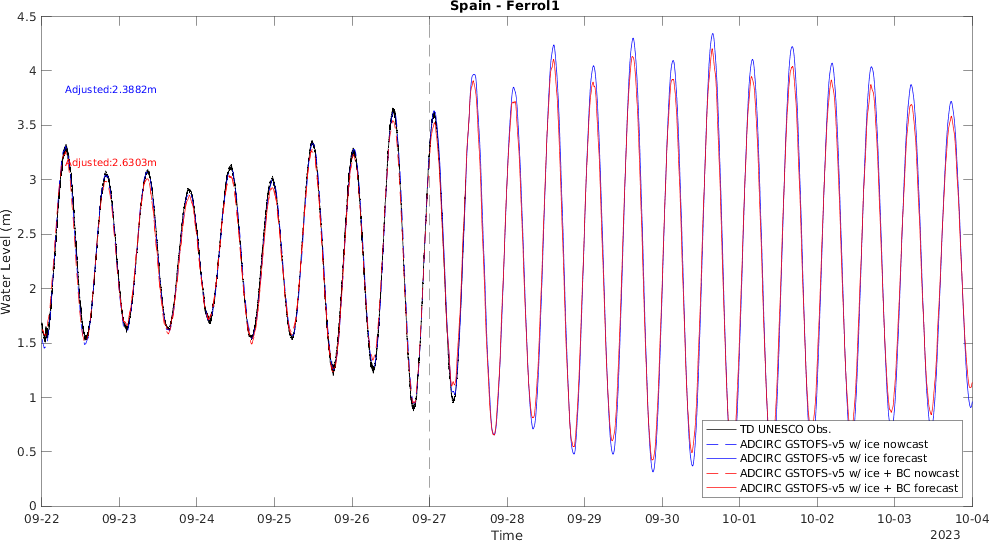 Spain - Ferrol1
4.5
4
3.5
3
2.5
2
1.5
1
0.5
0
Water Level (m)
Adjusted:2.3882m
Adjusted:2.6303m
TD UNESCO Obs.
ADCIRC GSTOFS-v5 w/ ice nowcast
ADCIRC GSTOFS-v5 w/ ice forecast
ADCIRC GSTOFS-v5 w/ ice + BC nowcast
ADCIRC GSTOFS-v5 w/ ice + BC forecast
09-22 09-23 09-24 09-25 09-26 09-27 09-28 09-29 09-30 10-01 10-02 10-03 10-04
Time
2023